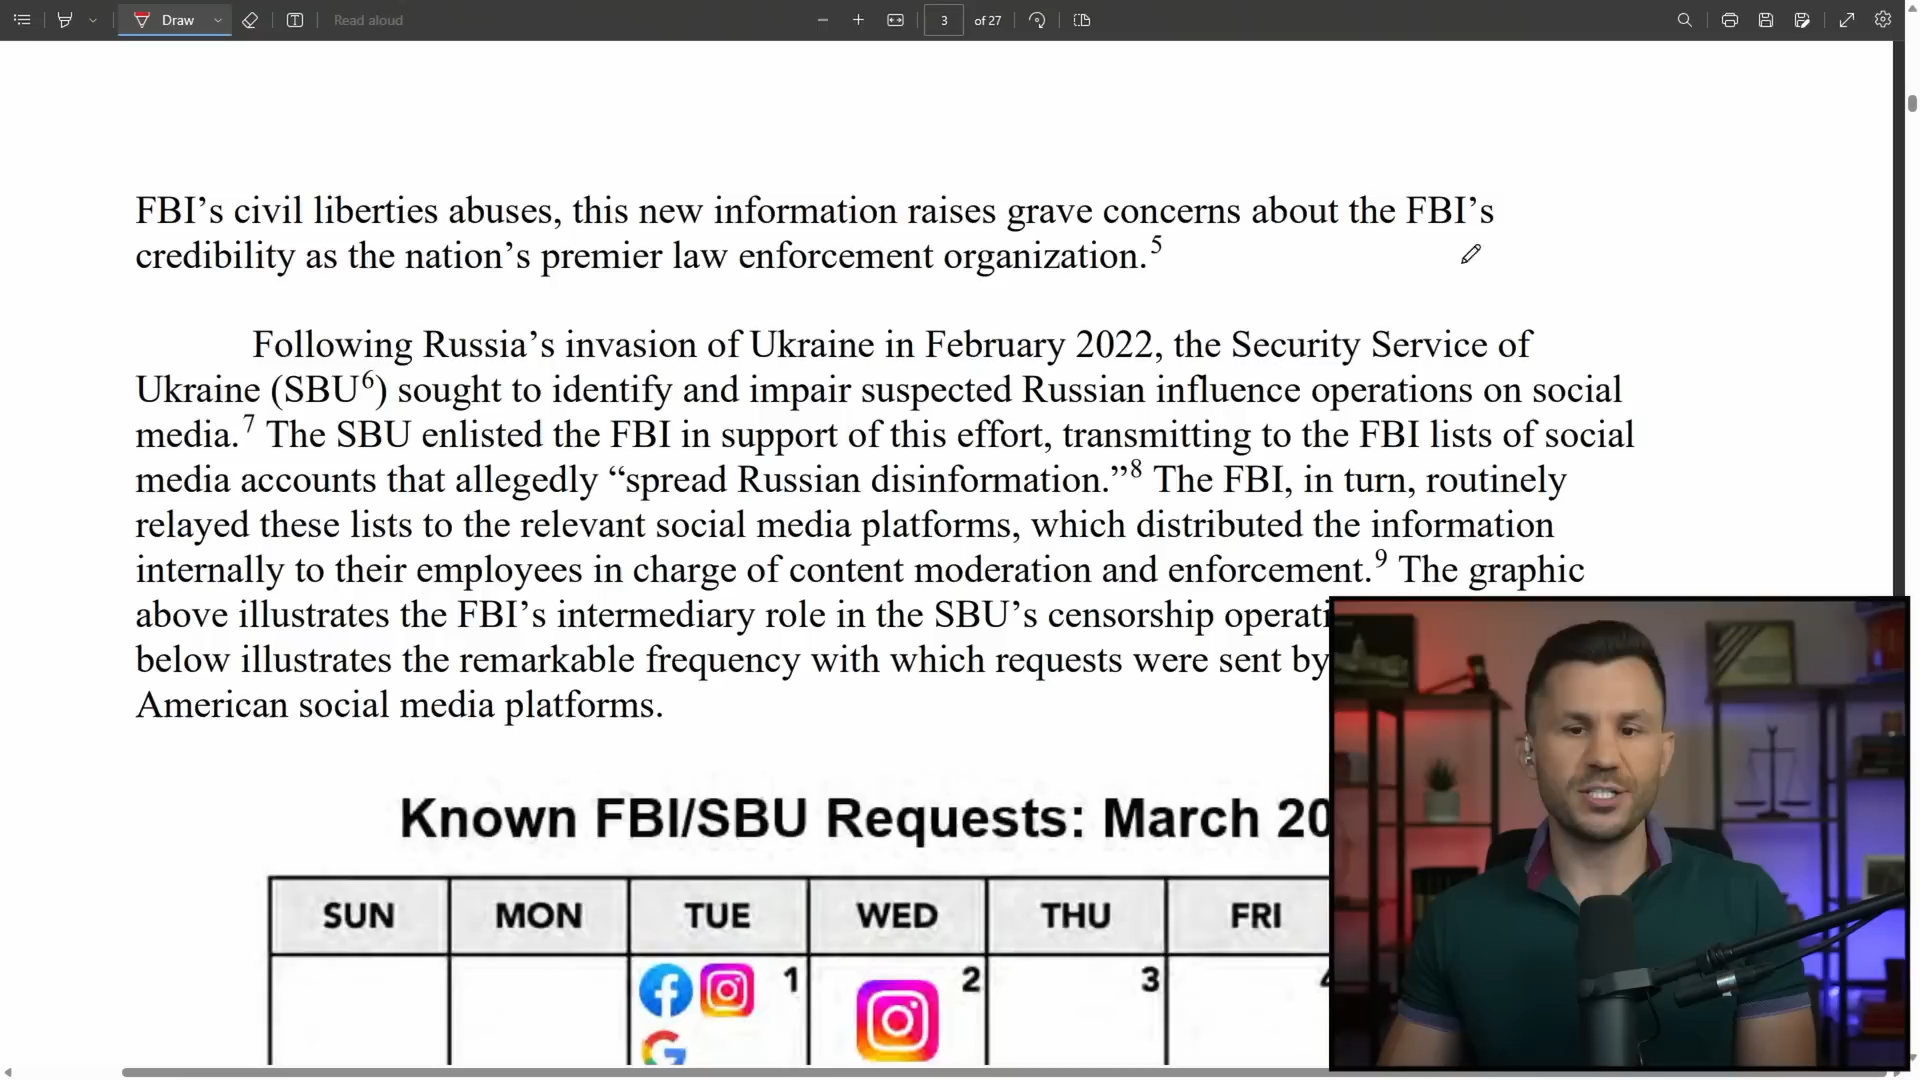 Draw
Read aloud
3 of 27
FBI’s civil liberties abuses, this new information raises grave concerns about the FBI’s
credibility as the nation’s premier law enforcement organization.5
Following Russia’s invasion of Ukraine in February 2022, the Security Service of
Ukraine (SBU6) sought to identify and impair suspected Russian influence operations on social
media.7 The SBU enlisted the FBI in support of this effort, transmitting to the FBI lists of social
media accounts that allegedly “spread Russian disinformation.”8 The FBI, in turn, routinely
relayed these lists to the relevant social media platforms, which distributed the information
internally to their employees in charge of content moderation and enforcement.9 The graphic
above illustrates the FBI’s intermediary role in the SBU’s censorship operati
below illustrates the remarkable frequency with which requests were sent by
American social media platforms.
Known FBI/SBU Requests: March 20
SUN MON TUE WED THU FRI
1 2 3